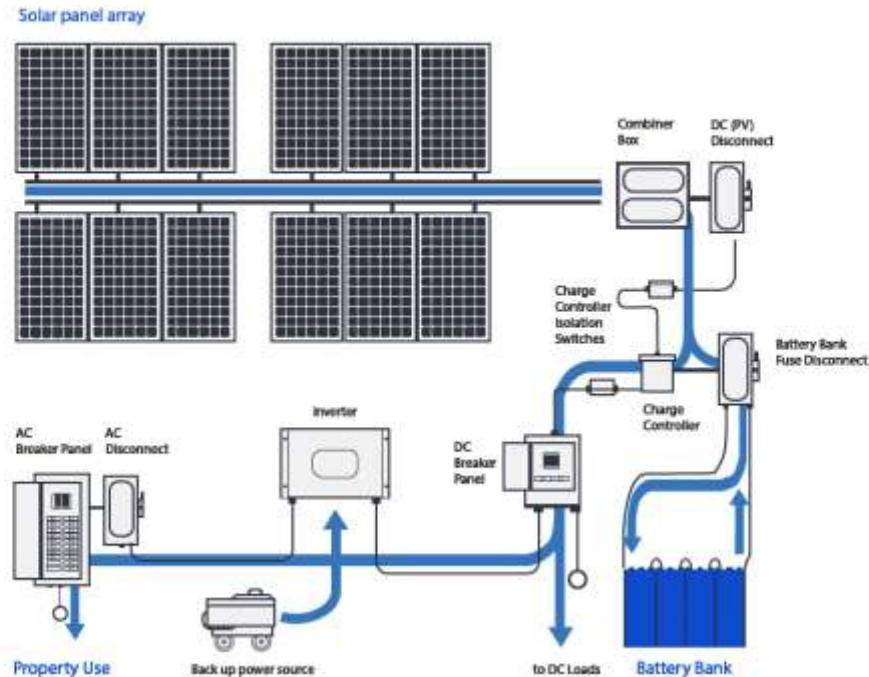 Solar panel array
Combiner
Box
DC (PV)
Disconnect
Charge
Controller
Isolation
Switches
Battery Bank
Fuse Disconnect
Charge
Controller
Inverter
DC
Breaker
Panel
AC
Breaker Panel
AC
Disconnect
Property Use
Back up power source
to DC Loads
Battery Bank